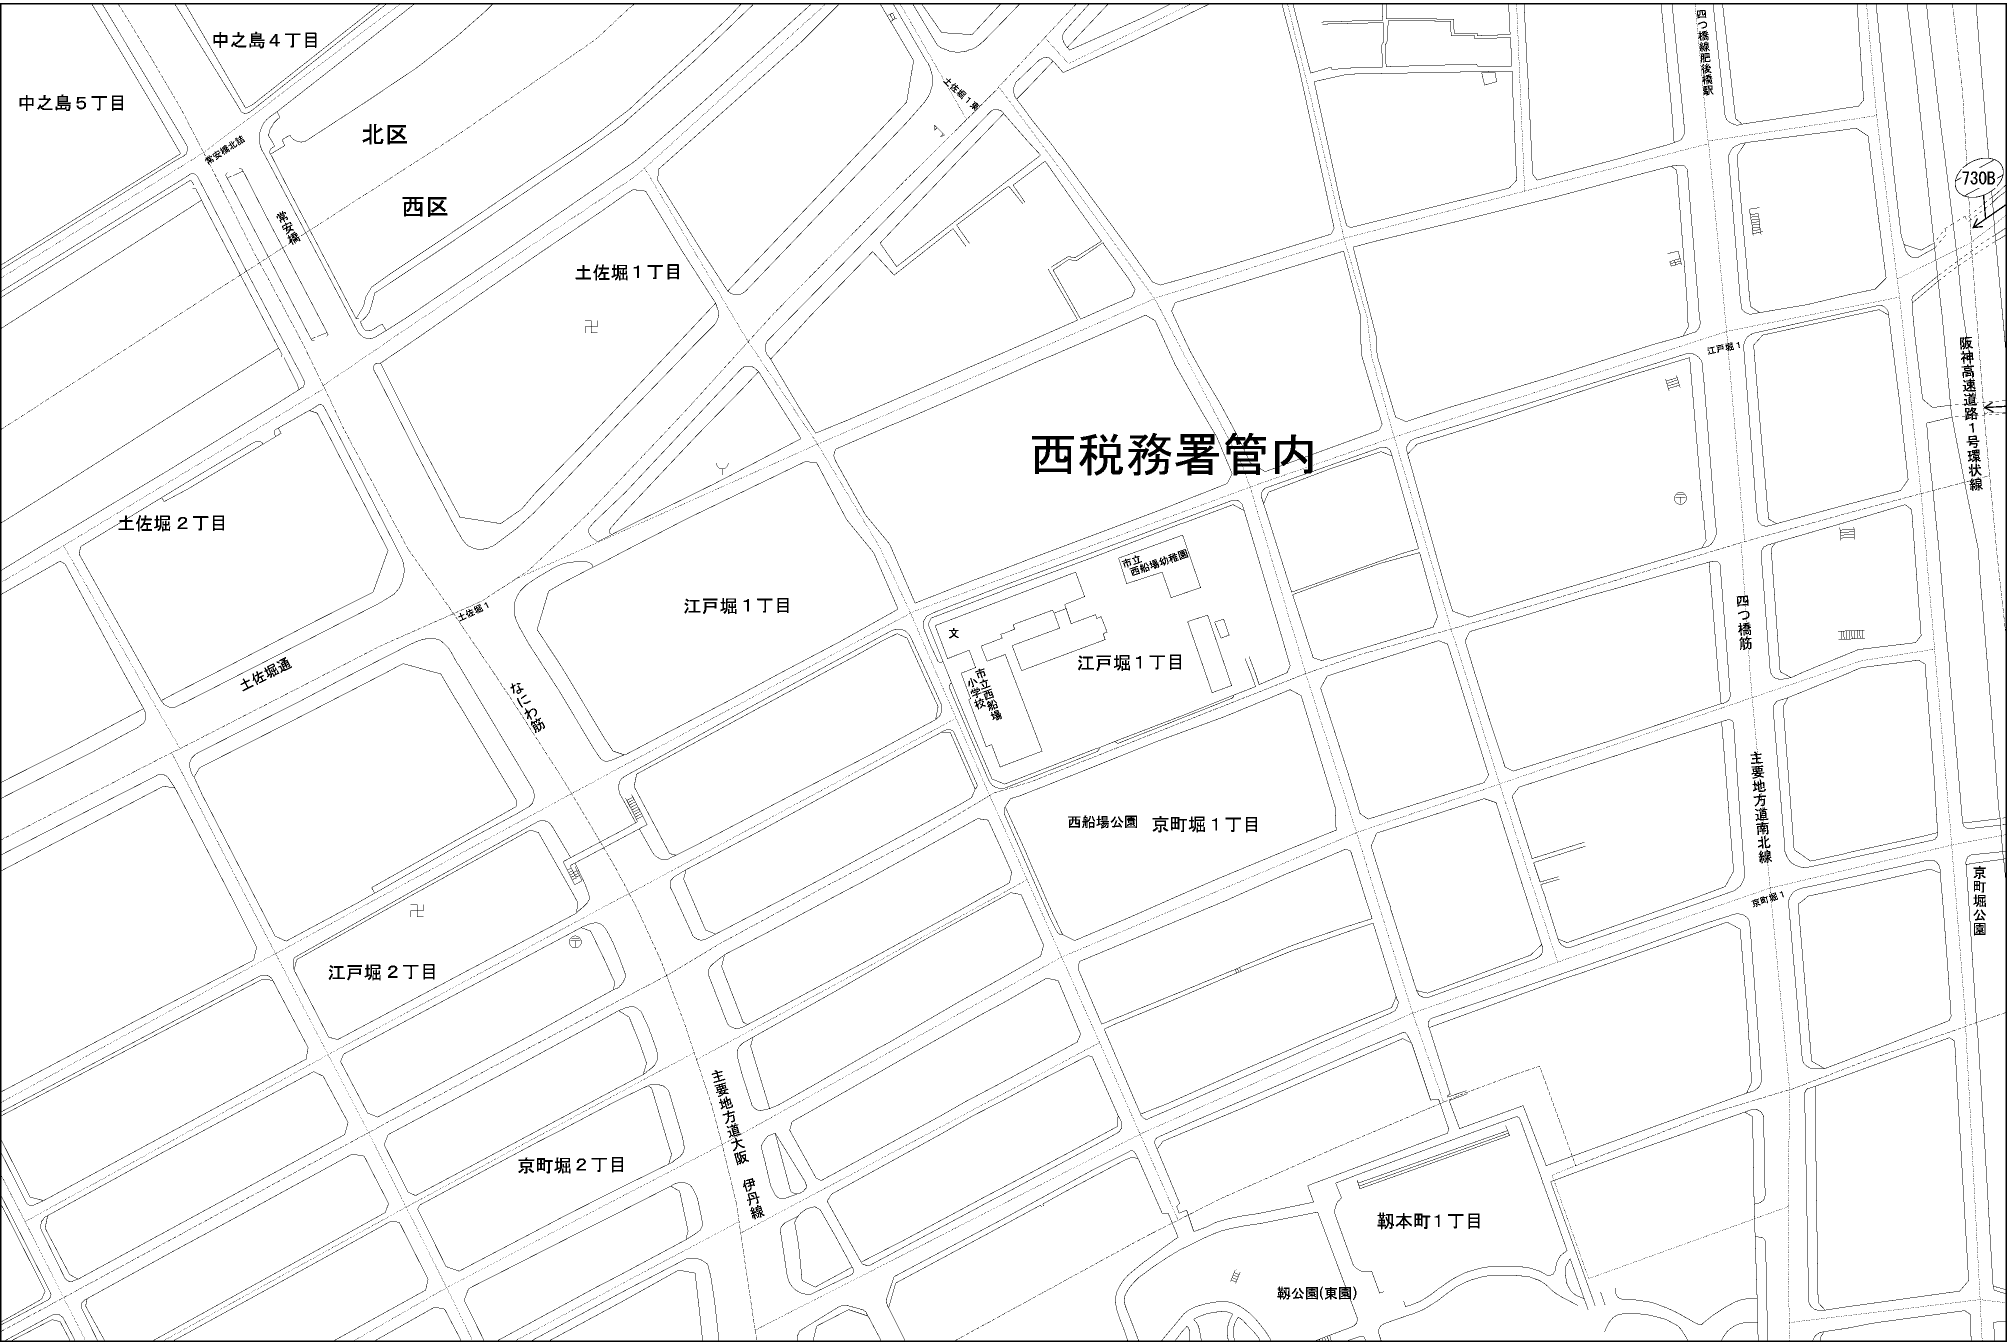 中之島４丁目
四つ橋線肥後橋駅
土佐堀１東
中之島５丁目
北区
常安橋北詰
730B
西区
常安橋
土佐堀１丁目
江戸堀１
阪神高速道路１号環状線
西税務署管内
土佐堀２丁目
市立
西船場幼稚園
江戸堀１丁目
土佐堀１
四つ橋筋
文
江戸堀１丁目
土佐堀通
市立西船場
小学校
なにわ筋
主要地方道南北線
西船場公園
京町堀１丁目
京町堀１
京町堀公園
江戸堀２丁目
主要地方道大阪　伊丹線
京町堀２丁目
靱本町１丁目
靱公園(東園)